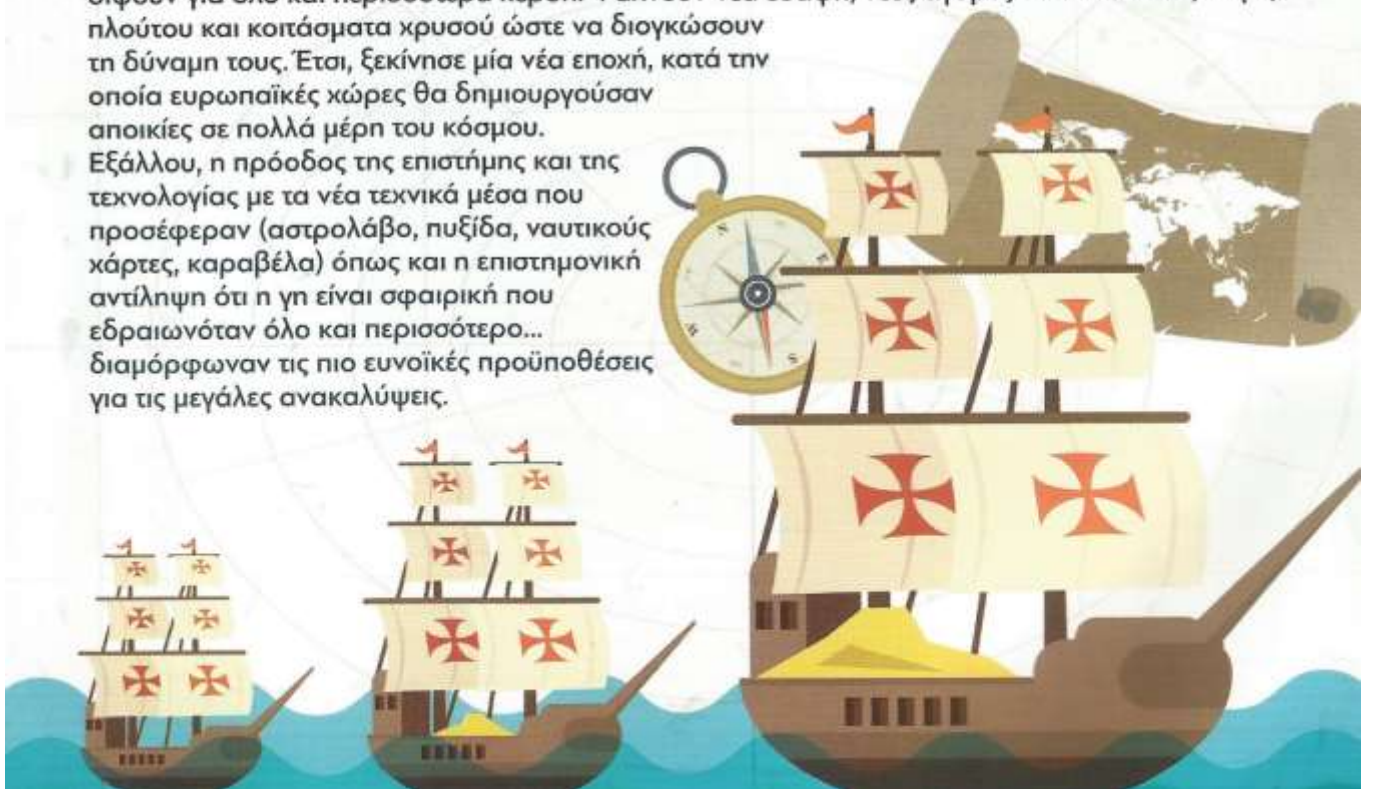 πλούτου και κοιτάσματα χρυσού ώστε να διογκώσουν
τη δύναμη τους. Έτσι, ξεκίνησε μία νέα εποχή, κατά την
οποία ευρωπαϊκές χώρες θα δημιουργούσαν
αποικίες σε πολλά μέρη του κόσμου.
Εξάλλου, η πρόοδος της επιστήμης και της
τεχνολογίας με τα νέα τεχνικά μέσα που
προσέφεραν (αστρολάβο, πυξίδα, ναυτικούς
χάρτες, καραβέλα) όπως και η επιστημονική
αντίληψη ότι η γη είναι σφαιρική που
εδραιωνόταν όλο και περισσότερο...
διαμόρφωναν τις πιο ευνοϊκές προϋποθέσεις
για τις μεγάλες ανακαλύψεις.